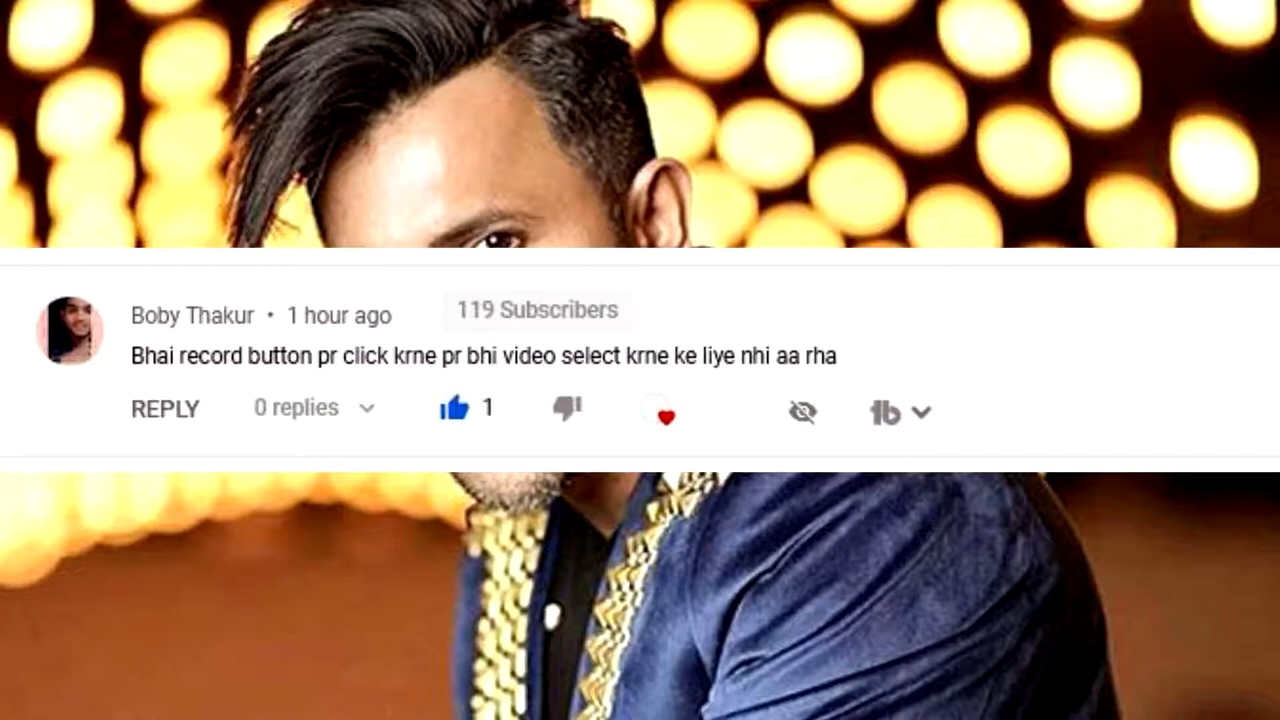 Boby Thakur • 1 hour ago 119 Subscribers
Bhai record button pr click krne pr bhi video select krne ke liye nhi aa rha
REPLY 0 replies 1